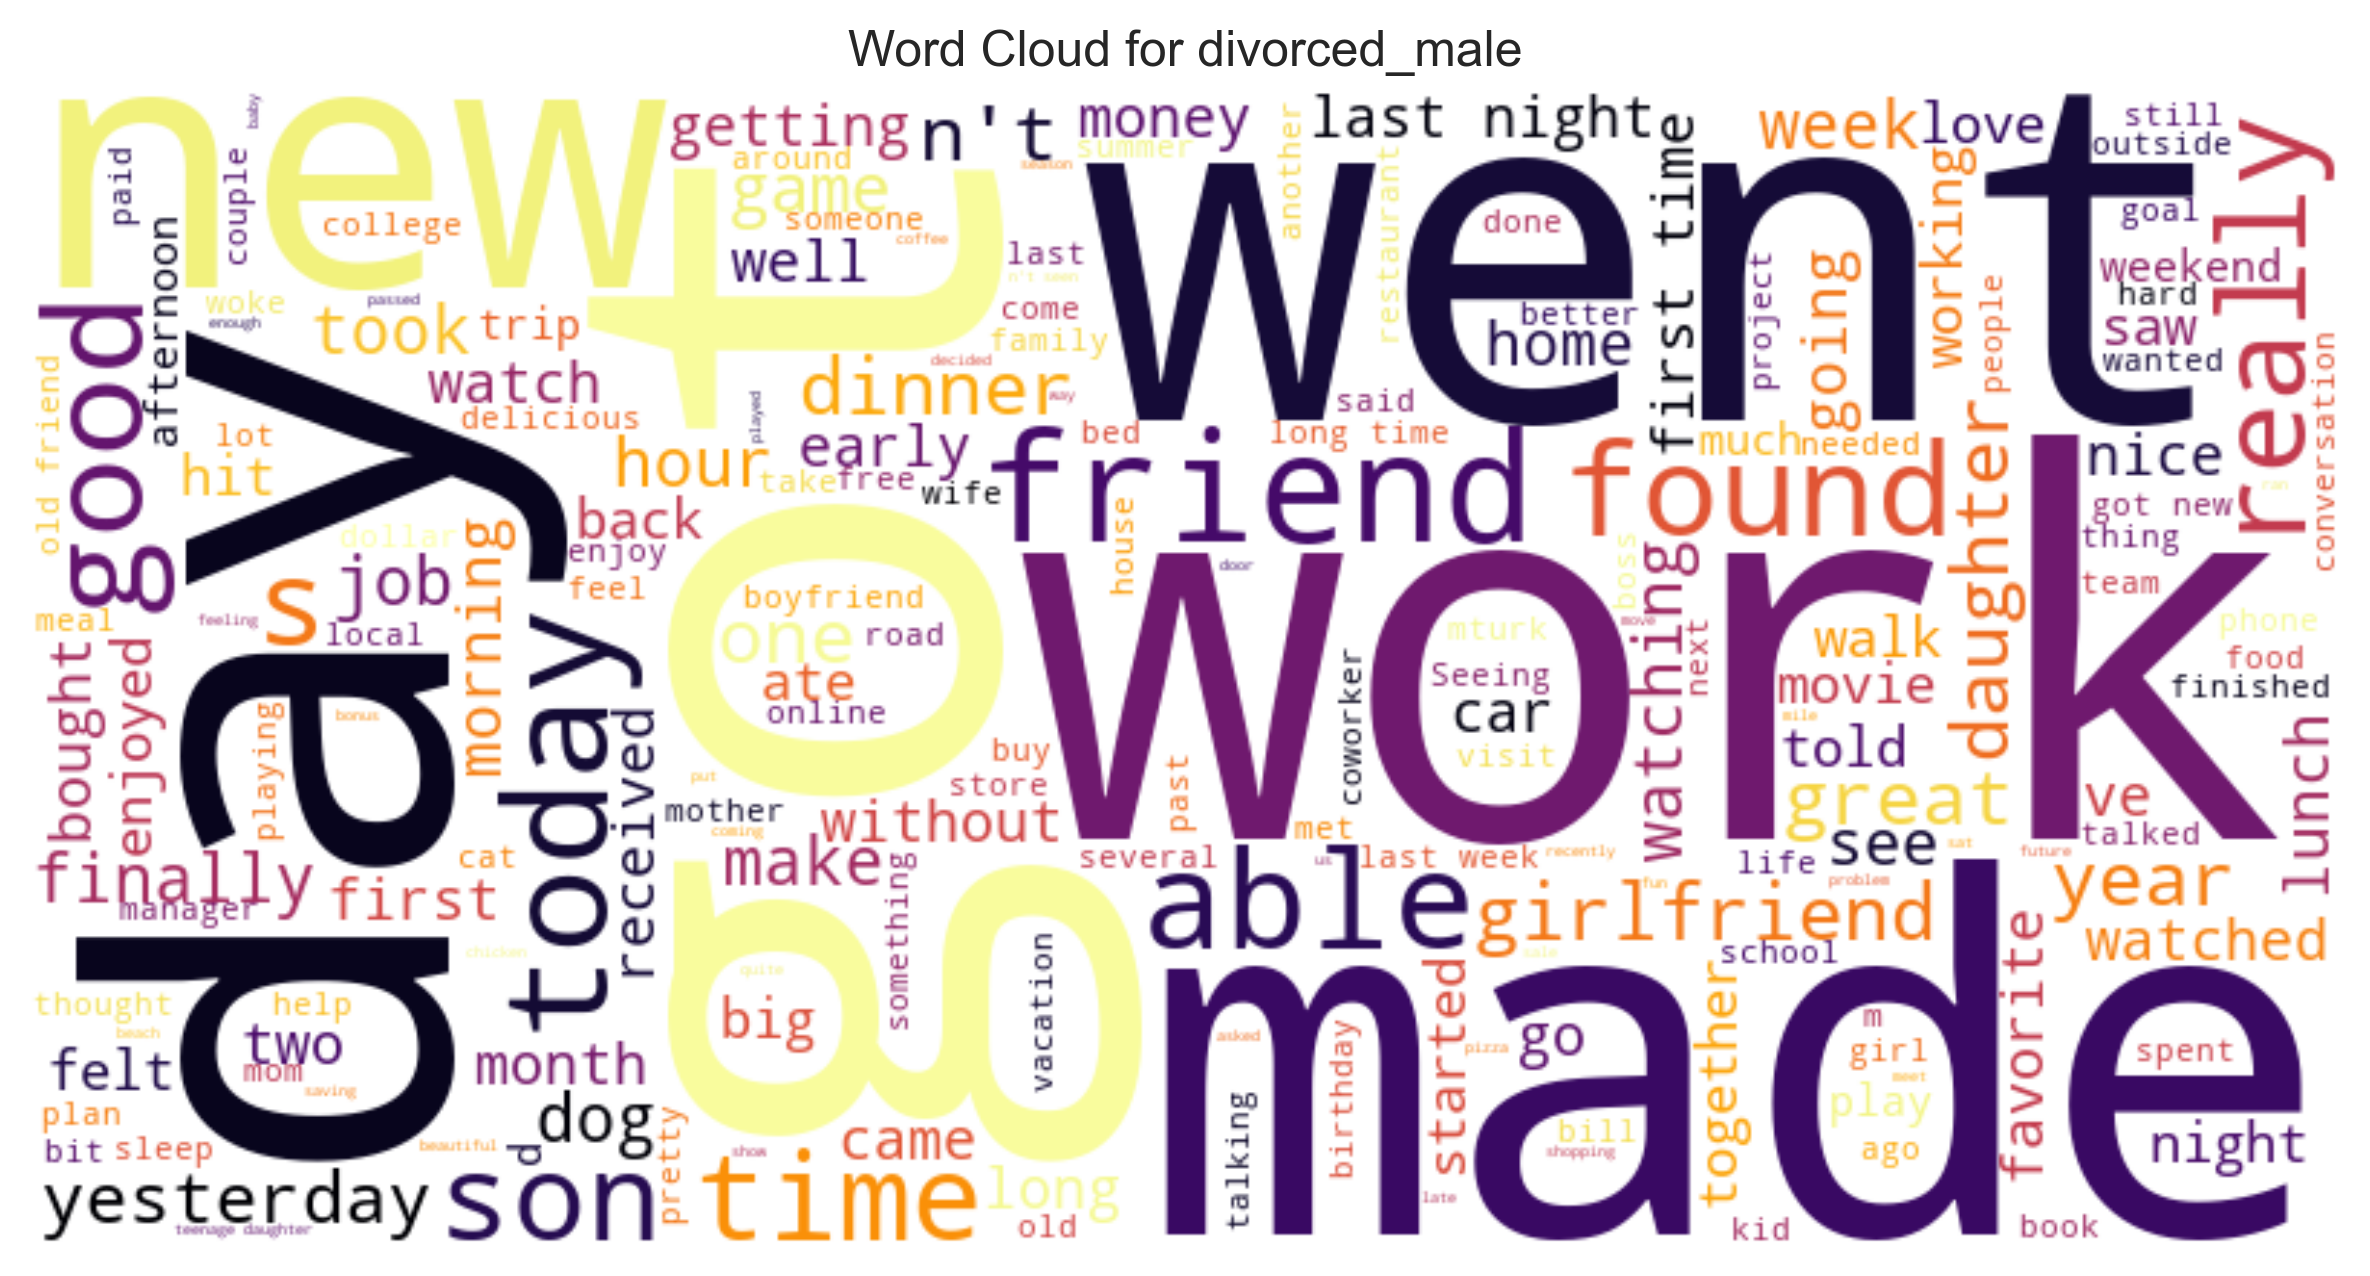 Word Cloud for divorced_male
new
baby
paid
couple
college
afternoon
getting
n't
money
another
last night
first time
week
love
still
outside
really
around
summer
season
restaurant
game
someone
coffee
well
last
n't seen
went
done
working
goal
weekend
good
woke
passed
enough
took
trip
got
come
family
better
home
project
going
people
hard
saw
wanted
conversation
old friend
watch
delicious
decided
dinner
way
played
said
lot
hit
hour
early
bed
long time
much
needed
nice
take
free
wife
friend
found
daughter
got new
ran
thing
day
dollar
back
enjoy
job
s
morning
feel
house
door
boss
watching
team
meal
feeling
local
boyfriend
one
road
ate
online
work
mturk
move
next
walk
phone
Seeing
movie
food
finished
car
visit
mile
told
bought
enjoyed
playing
bonus
today
received
buy
store
put
mother
coming
without
past
coworker
met
great
ve
talked
lunch
finally
cat
make
several
us
last week
recently
see
sat
life
future
problem
fun
manager
first
something
able
girlfriend
year
school
sale
watched
chicken
quite
vacation
favorite
thought
help
beach
two
big
felt
mom
saving
month
made
asked
birthday
started
pizza
go
together
m
girl
meet
spent
plan
dog
play
bit
sleep
beautiful
d
pretty
show
came
talking
bill
shopping
ago
night
yesterday
son
time
long
late
teenage daughter
old
kid
book